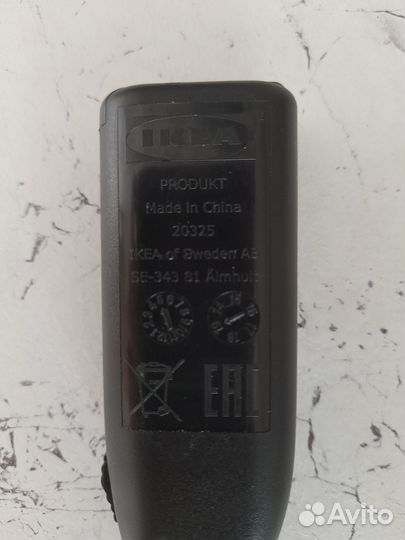 IKEA
PRODUKT
Made in China
20325
IKEA of Sweden AB
SE-343 81 Älmhult
EAC
Avito